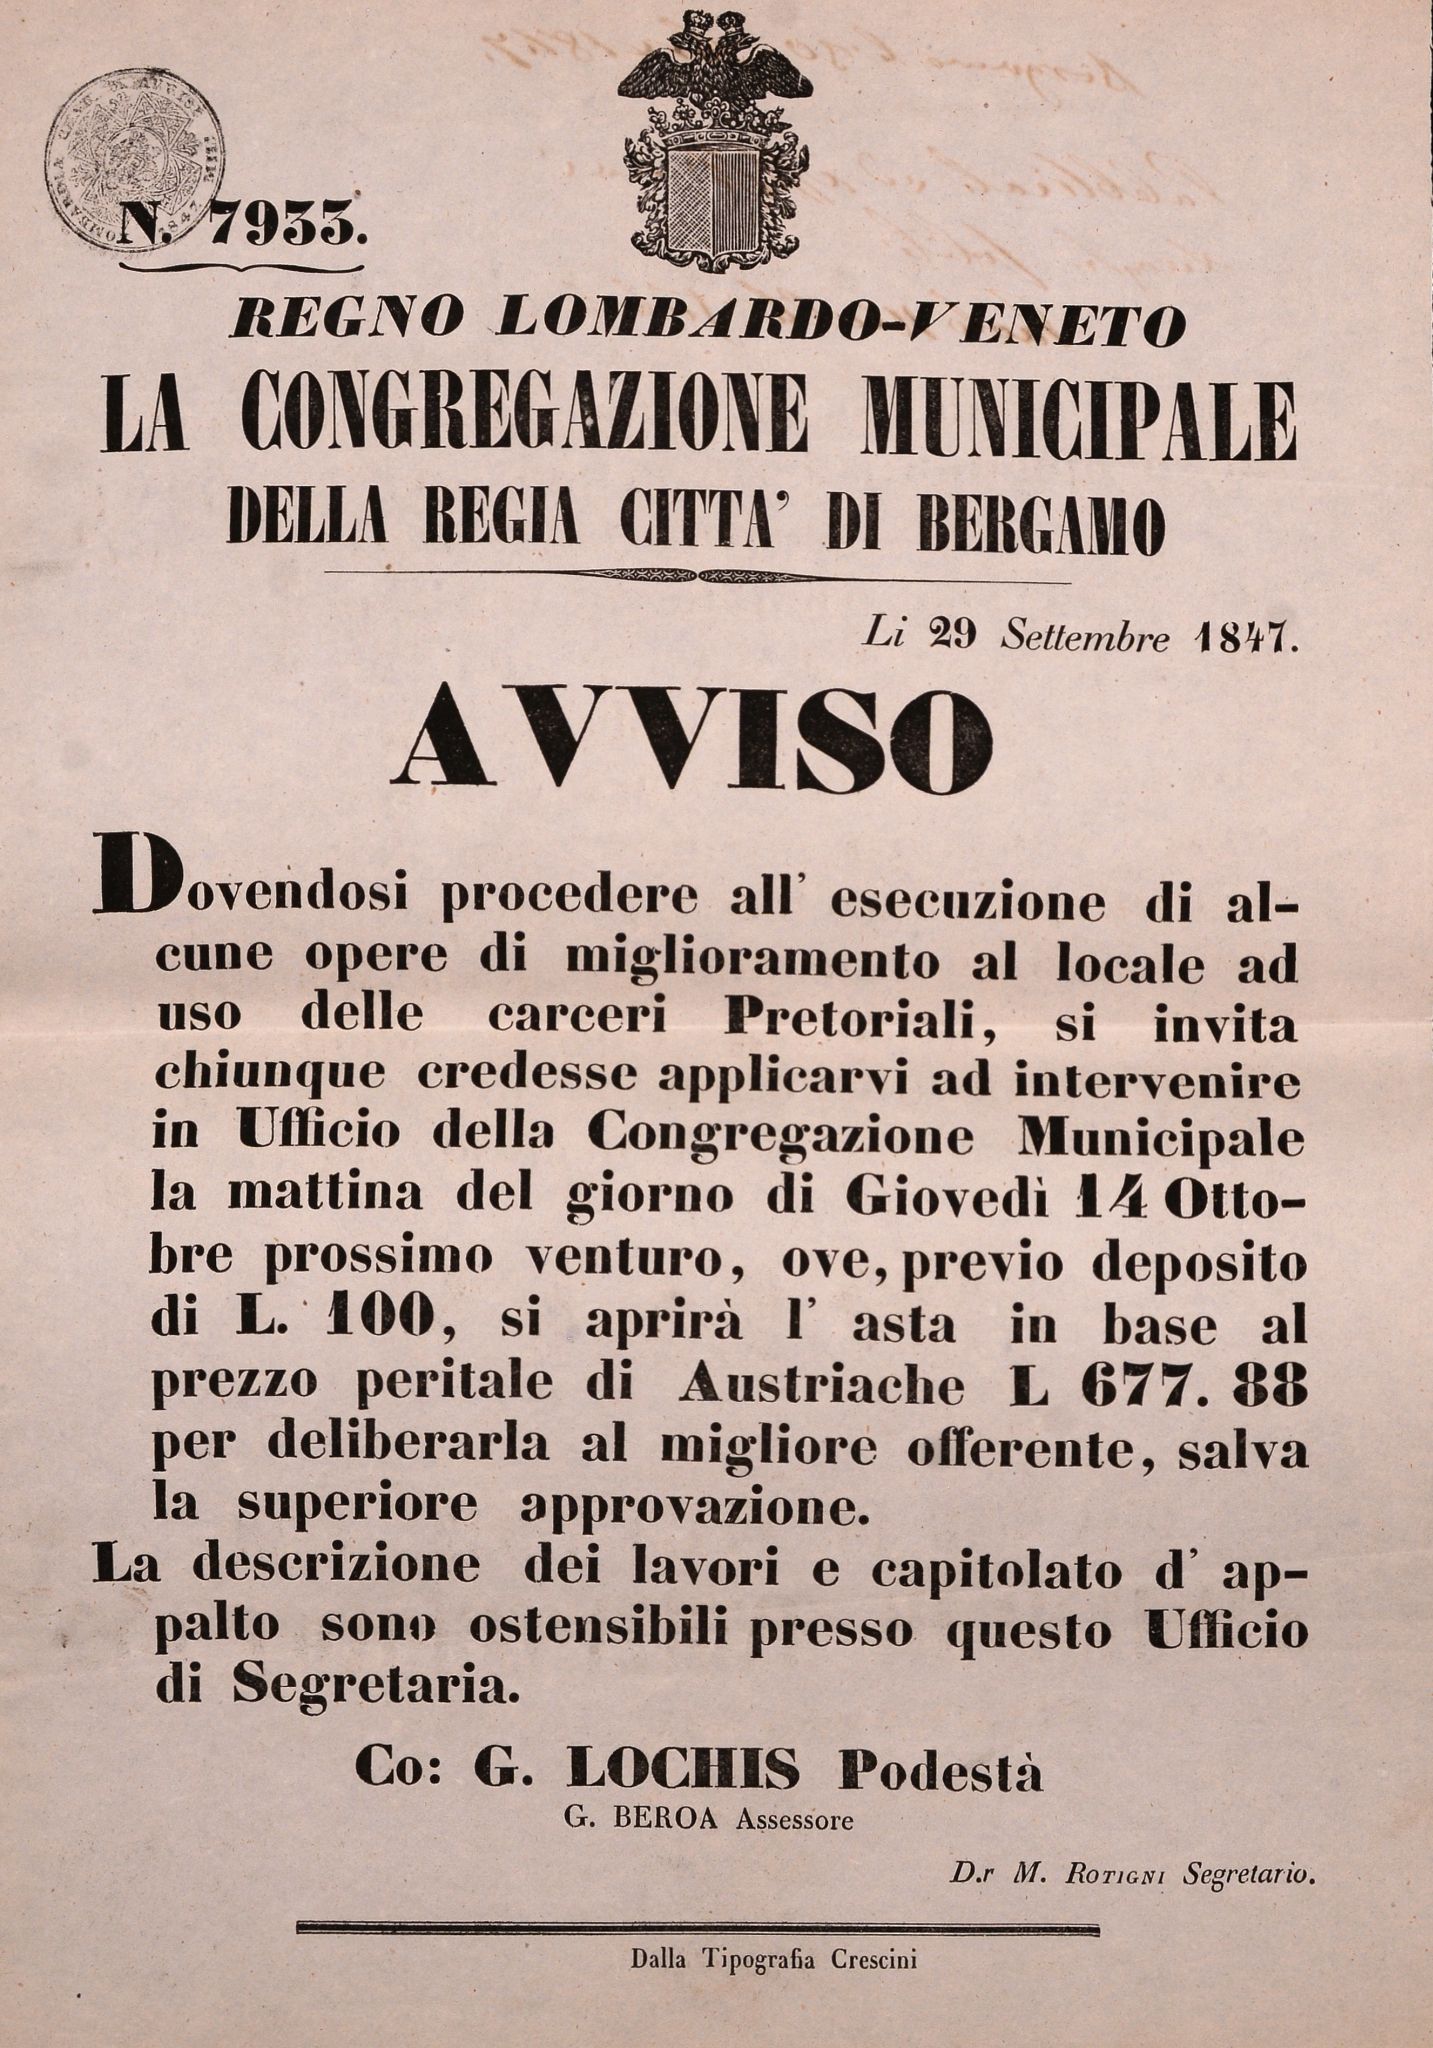 N. 7933.
REGNO LOMBARDO-VENETO
LA CONGREGAZIONE MUNICIPALE
DELLA REGIA CITTA' DI BERGAMO
Li 29 Settembre 1847.
AVVISO
Dovendosi procedere all' esecuzione di al-
cune opere di miglioramento al locale ad
uso delle carceri Pretoriali, si invita
chiunque credesse applicarvi ad intervenire
in Ufficio della Congregazione Municipale
la mattina del giorno di Giovedì 14 Otto-
bre prossimo venturo, ove, previo deposito
di L. 100, si aprirà l' asta in base al
prezzo peritale di Austriache L 677. 88
per deliberarla al migliore offerente, salva
la superiore approvazione.
La descrizione dei lavori e capitolato d' ap-
palto sono ostensibili presso questo Ufficio
di Segretaria.
Co: G. LOCHIS Podestà
G. BEROA Assessore
D.r M. ROTIGNI Segretario.
Dalla Tipografia Crescini